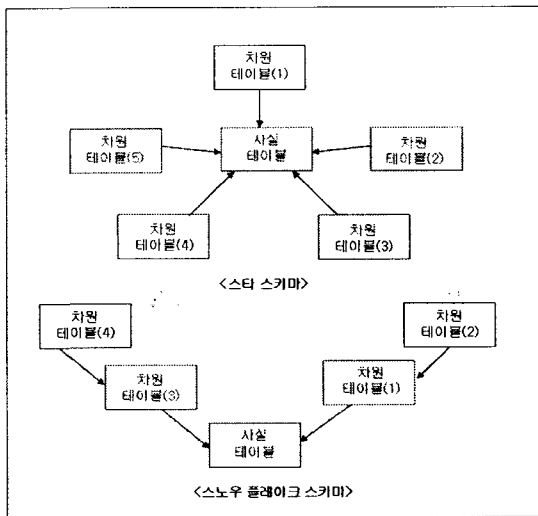 차원
테이블(1)
차원
테이블(5)
사실
테이블
차원
테이블(2)
차원
테이블(4)
차원
테이블(3)
<스타 스키마>
차원
테이블(4)
차원
테이블(2)
차원
테이블(3)
차원
테이블(1)
사실
테이블
<스노우 플레이크 스키마>